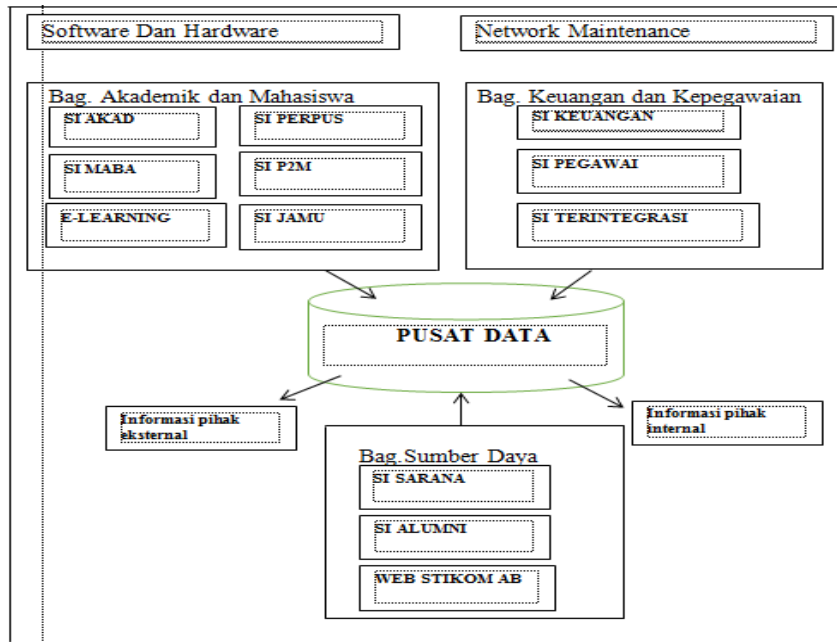 Software Dan Hardware
Network Maintenance
Bag. Akademik dan Mahasiswa
SI AKAD
SI PERPUS
SI MABA
SI P2M
E-LEARNING
SI JAMU
Bag. Keuangan dan Kepegawaian
SI KEUANGAN
SI PEGAWAI
SI TERINTEGRASI
PUSAT DATA
Informasi pihak
eksternal
Informasi pihak
internal
Bag.Sumber Daya
SI SARANA
SI ALUMNI
WEB STIKOM AB